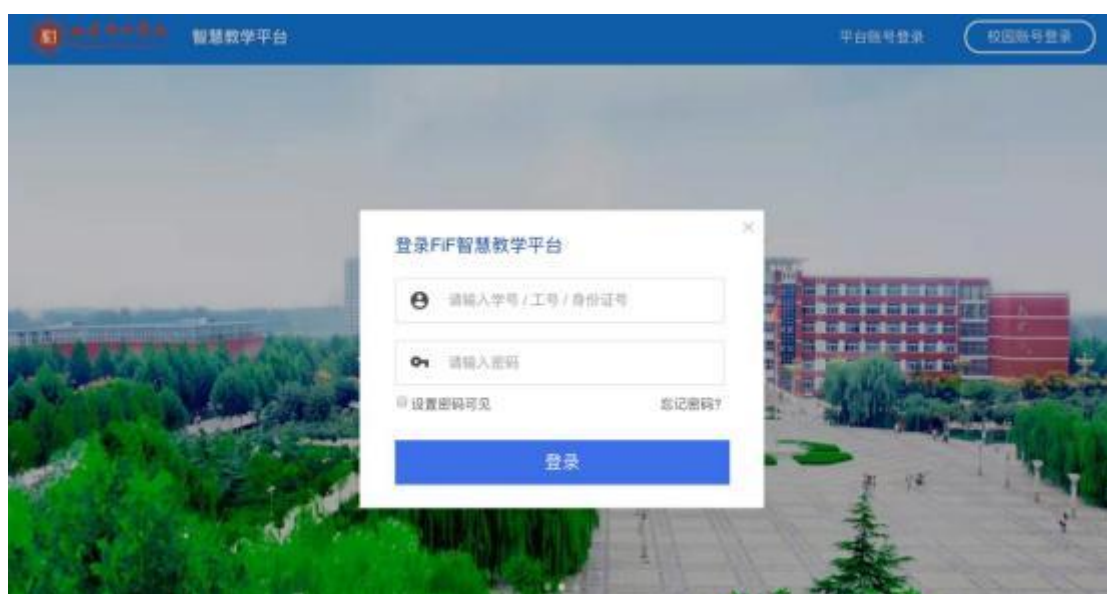 智慧教学平台
平台账号登录
校园账号登录
登录FiF智慧教学平台
请输入学号 / 工号 / 身份证号
请输入密码
设置密码可见
忘记密码?
登录